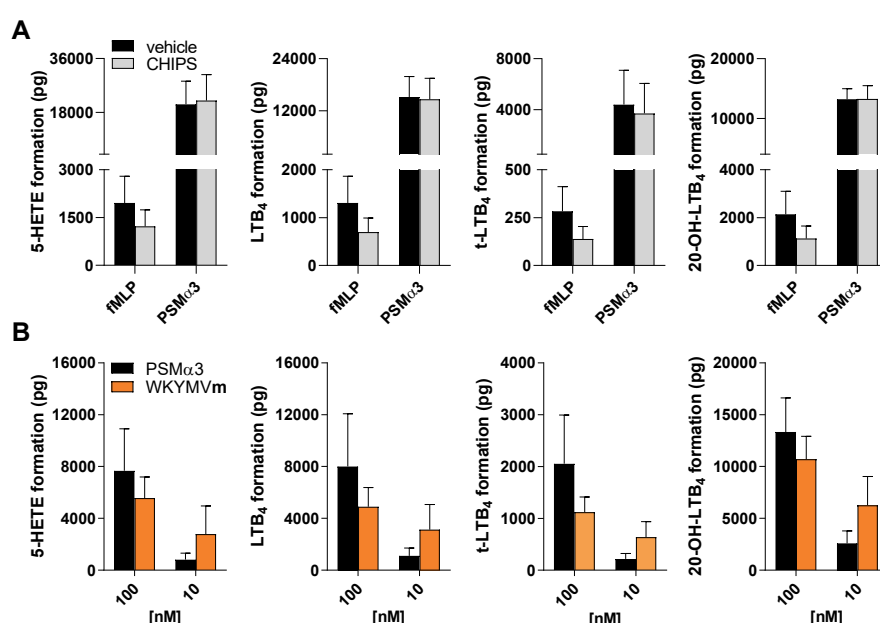 A
vehicle
CHIPS
5-HETE formation (pg)
36000
18000
3000
1500
0
fMLP
PSMα3
LTB4 formation (pg)
24000
12000
2000
1000
0
fMLP
PSMα3
t-LTB4 formation (pg)
8000
4000
500
250
0
fMLP
PSMα3
20-OH-LTB4 formation (pg)
20000
10000
4000
2000
0
fMLP
PSMα3
B
PSMα3
WKYMVm
5-HETE formation (pg)
16000
12000
8000
4000
0
100
10
[nM]
LTB4 formation (pg)
16000
12000
8000
4000
0
100
10
[nM]
t-LTB4 formation (pg)
4000
3000
2000
1000
0
100
10
[nM]
20-OH-LTB4 formation (pg)
20000
15000
10000
5000
0
100
10
[nM]